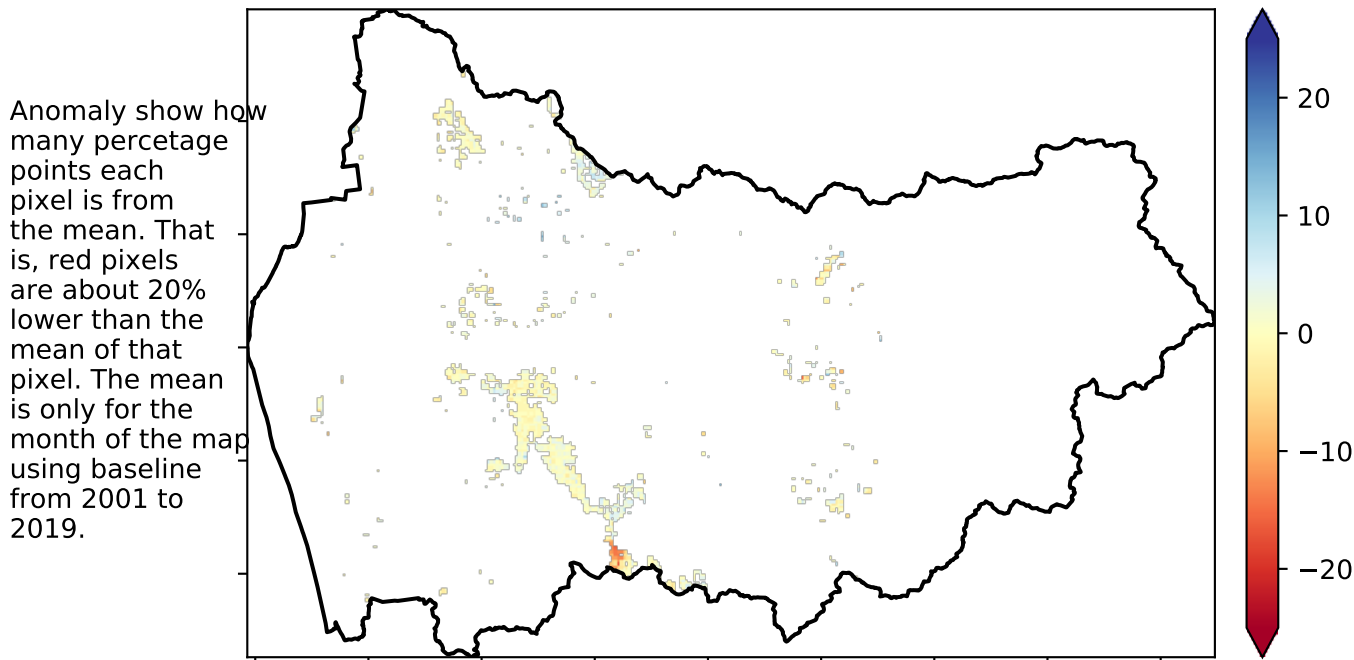 Anomaly show how
many percetage
points each
pixel is from
the mean. That
is, red pixels
are about 20%
lower than the
mean of that
pixel. The mean
is only for the
month of the map
using baseline
from 2001 to
2019.
20
10
0
−10
−20